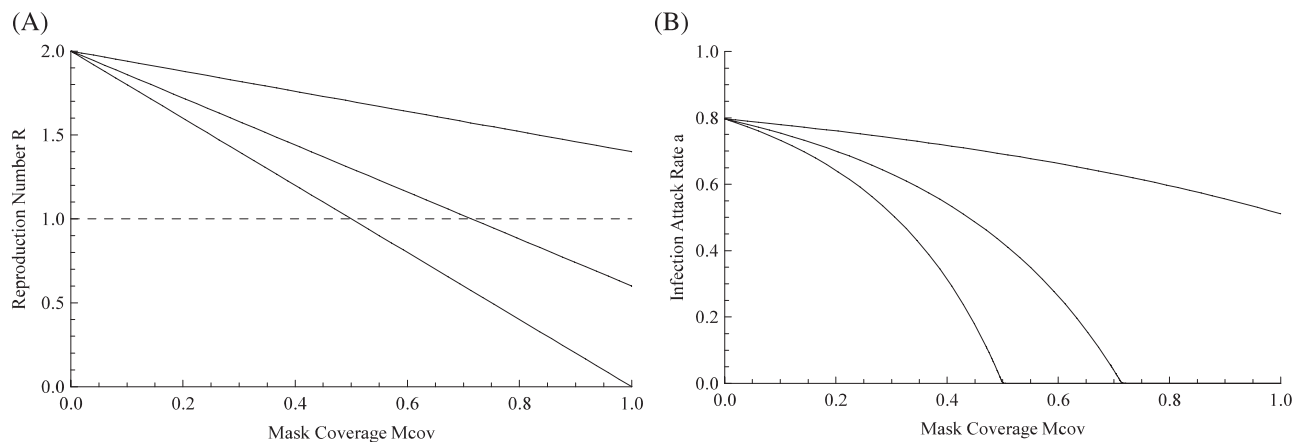 (A)
2.0
1.5
1.0
0.5
0.0
Reproduction Number R
0.0 0.2 0.4 0.6 0.8 1.0
Mask Coverage Mcov
(B)
1.0
0.8
0.6
0.4
0.2
0.0
Infection Attack Rate a
0.0 0.2 0.4 0.6 0.8 1.0
Mask Coverage Mcov